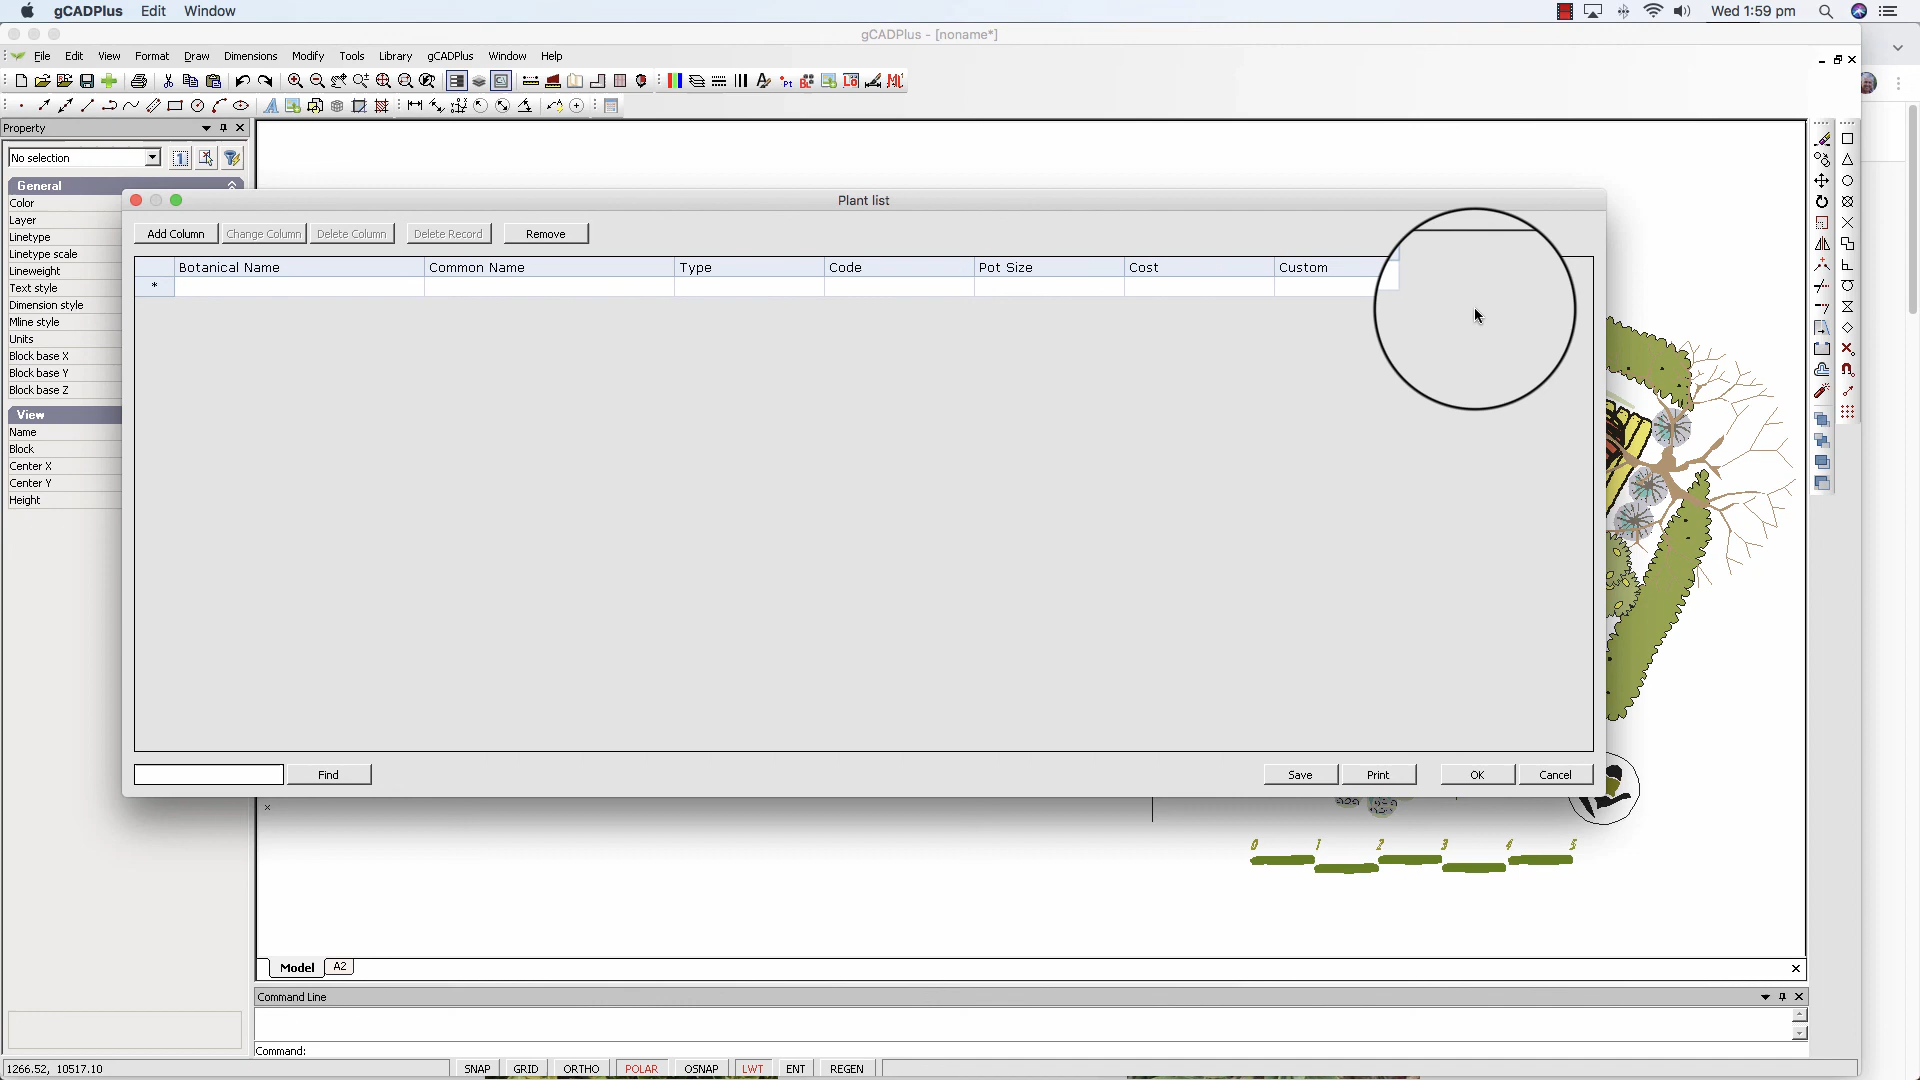 gCADPlus Edit Window Wed 1:59 pm
gCADPlus - [noname*]
File Edit View Format Draw Dimensions Modify Tools Library gCADPlus Window Help
Property
No selection
General
Color
Layer
Linetype
Linetype scale
Lineweight
Text style
Dimension style
Mline style
Units
Block base X
Block base Y
Block base Z
View
Name
Block
Center X
Center Y
Height
Plant list
Add Column Change Column Delete Column Delete Record Remove
Botanical Name Common Name Type Code Pot Size Cost Custom
*
Find Save Print OK Cancel
0 1 2 3 4 5
Model A2
Command Line
Command:
1266.52, 10517.10 SNAP GRID ORTHO POLAR OSNAP LWT ENT REGEN